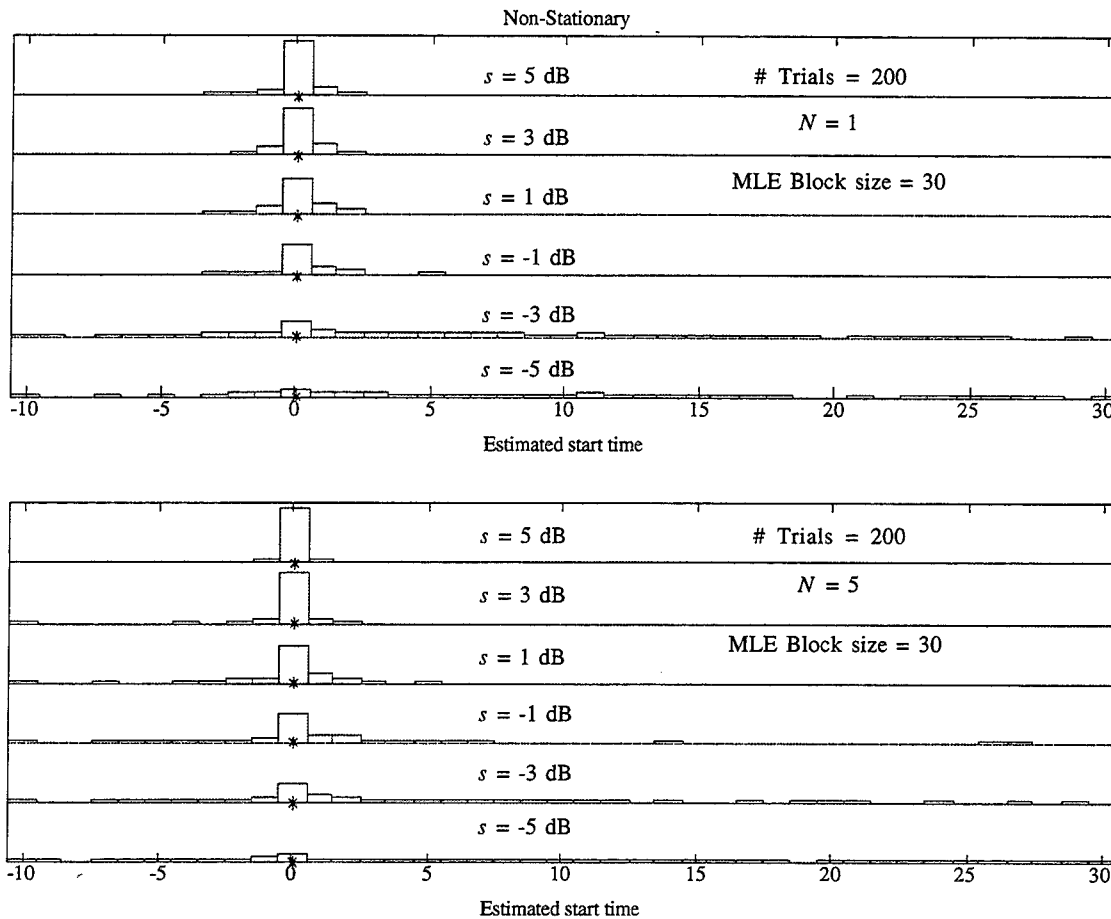 Non-Stationary
s = 5 dB
# Trials = 200
s = 3 dB
N = 1
s = 1 dB
MLE Block size = 30
s = -1 dB
s = -3 dB
s = -5 dB
-10 -5 0 5 10 15 20 25 30
Estimated start time
s = 5 dB
# Trials = 200
s = 3 dB
N = 5
s = 1 dB
MLE Block size = 30
s = -1 dB
s = -3 dB
s = -5 dB
-10 -5 0 5 10 15 20 25 30
Estimated start time